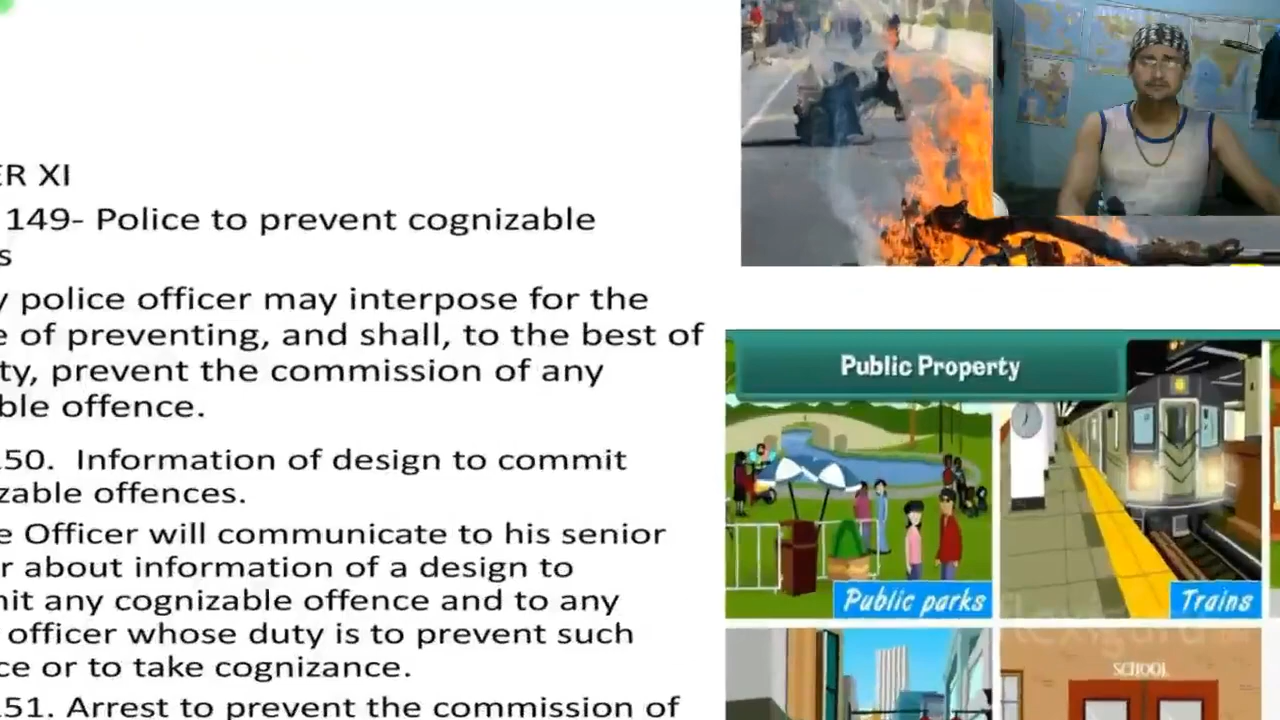 ER XI
149- Police to prevent cognizable
s
y police officer may interpose for the
e of preventing, and shall, to the best of
ty, prevent the commission of any
ble offence.
50. Information of design to commit
zable offences.
e Officer will communicate to his senior
r about information of a design to
it any cognizable offence and to any
officer whose duty is to prevent such
ce or to take cognizance.
51. Arrest to prevent the commission of
Public Property
Public parks
Trains
SCHOOL